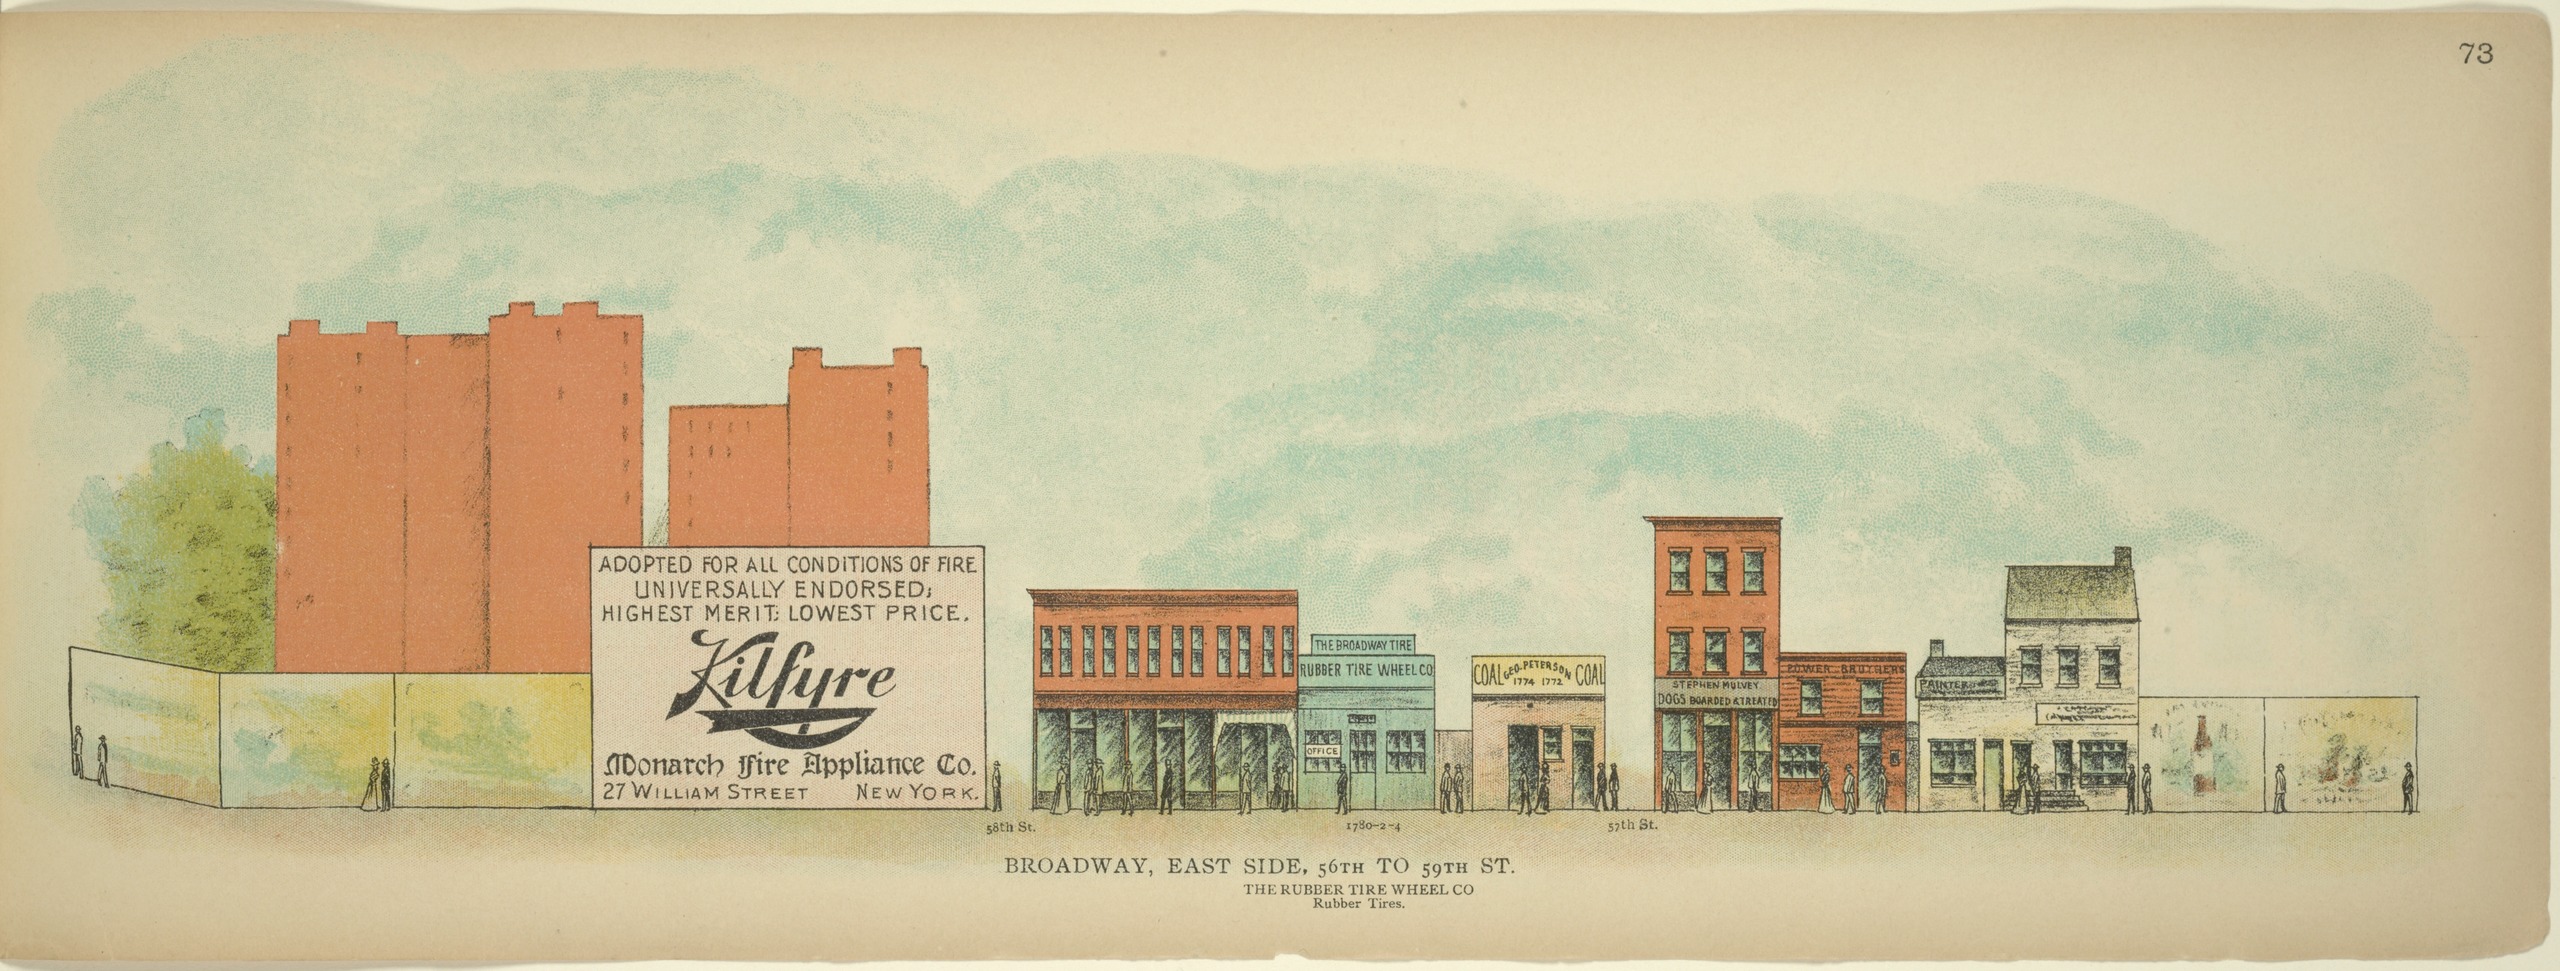 73
ADOPTED FOR ALL CONDITIONS OF FIRE
UNIVERSALLY ENDORSED;
HIGHEST MERIT: LOWEST PRICE.
Kilfyre
Monarch Fire Appliance Co.
27 WILLIAM STREET NEW YORK.
THE BROADWAY TIRE
RUBBER TIRE WHEEL CO
OFFICE
COAL GEO. PETERSON COAL
1774 1772
STEPHEN MULVEY
DOGS BOARDED & TREATED
POWER BROTHERS
PAINTER
58th St.
1780-2-4
57th St.
BROADWAY, EAST SIDE, 56TH TO 59TH ST.
THE RUBBER TIRE WHEEL CO
Rubber Tires.